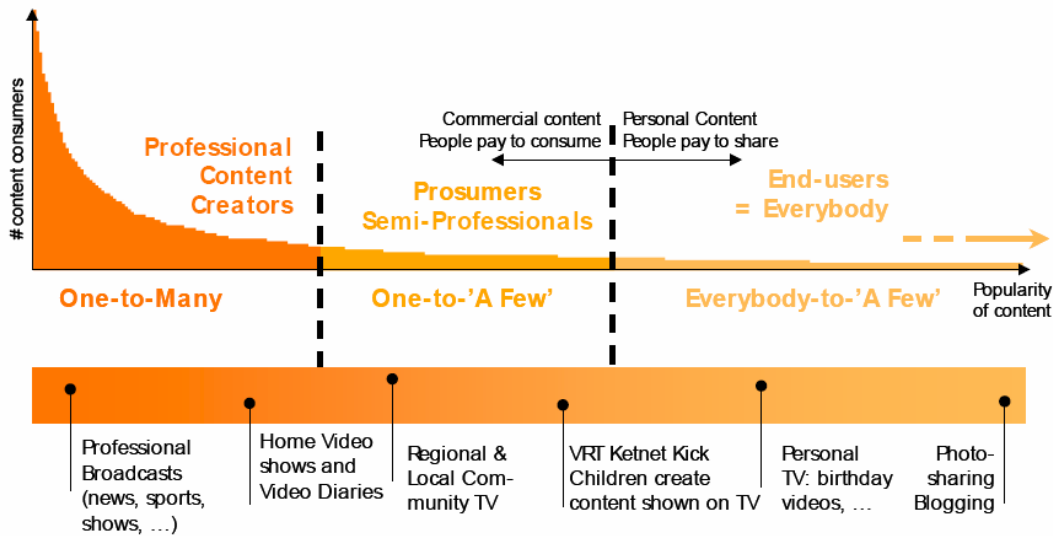 # content consumers
Commercial content
People pay to consume
Personal Content
People pay to share
Professional
Content
Creators
Prosumers
Semi-Professionals
End-users
= Everybody
One-to-Many
One-to-'A Few'
Everybody-to-'A Few'
Popularity
of content
Professional
Broadcasts
(news, sports,
shows, …)
Home Video
shows and
Video Diaries
Regional &
Local Com-
munity TV
VRT Ketnet Kick
Children create
content shown on TV
Personal
TV: birthday
videos, …
Photo-
sharing
Blogging